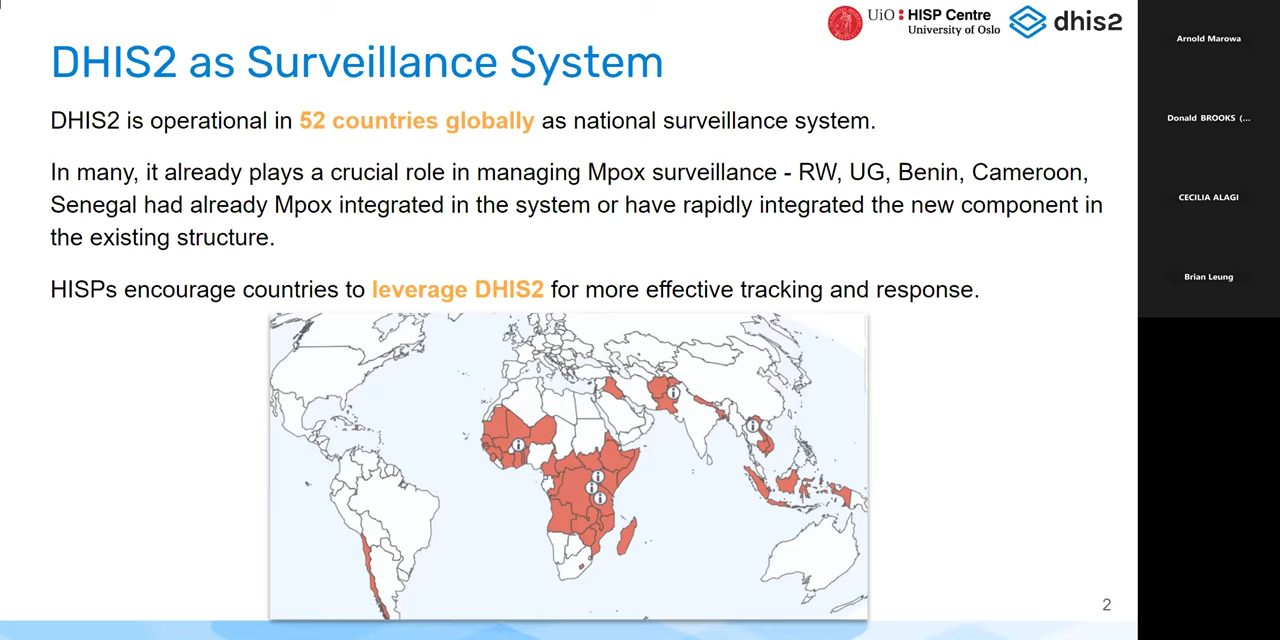 UiO : HISP Centre
University of Oslo
dhis2
DHIS2 as Surveillance System
DHIS2 is operational in 52 countries globally as national surveillance system.
In many, it already plays a crucial role in managing Mpox surveillance - RW, UG, Benin, Cameroon,
Senegal had already Mpox integrated in the system or have rapidly integrated the new component in
the existing structure.
HISPs encourage countries to leverage DHIS2 for more effective tracking and response.
i
i
i
i
i
i
2
Arnold Marowa
Donald BROOKS (...
CECILIA ALAGI
Brian Leung